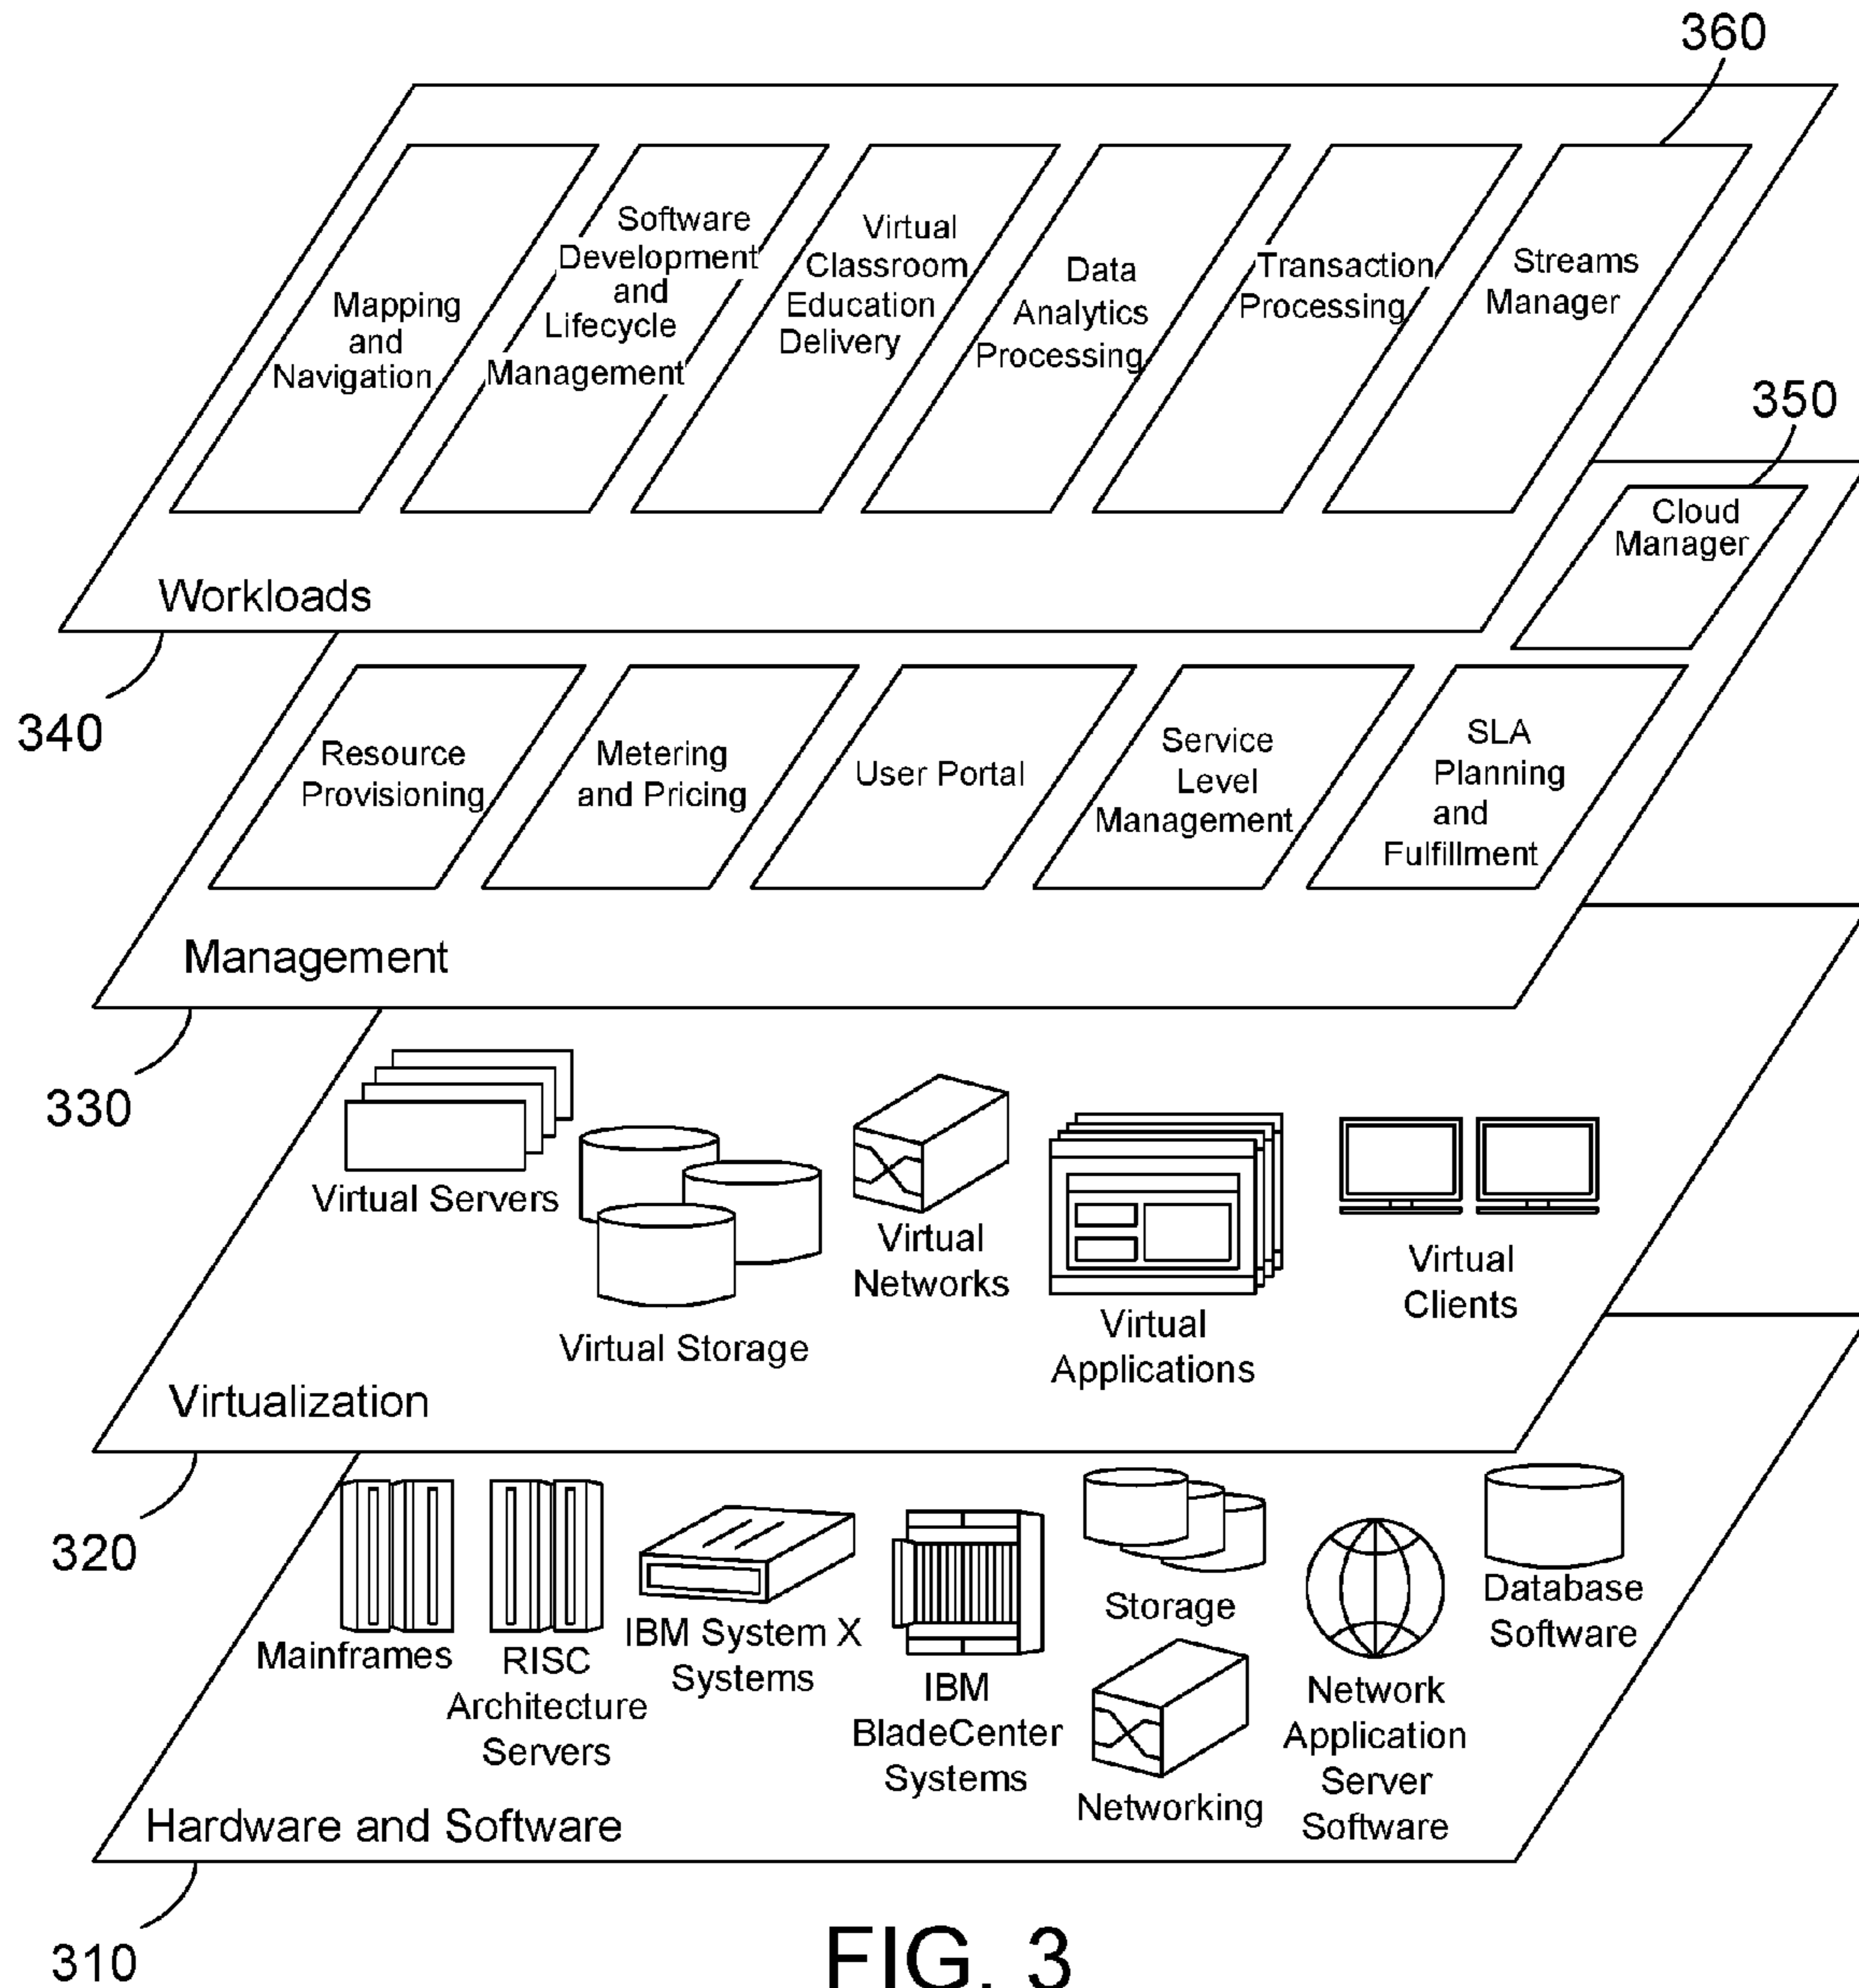 360
Software
Development
and
Lifecycle
Management
Virtual
Classroom
Education
Delivery
Mapping
and
Navigation
Data
Analytics
Processing
Transaction
Processing
Streams
Manager
350
Cloud
Manager
Workloads
340
Resource
Provisioning
Metering
and Pricing
User Portal
Service
Level
Management
SLA
Planning
and
Fulfillment
Management
330
Virtual Servers
Virtual Storage
Virtual
Networks
Virtual
Applications
Virtual
Clients
Virtualization
320
Mainframes
RISC
Architecture
Servers
IBM System X
Systems
IBM
BladeCenter
Systems
Storage
Networking
Network
Application
Server
Software
Database
Software
Hardware and Software
310
FIG. 3